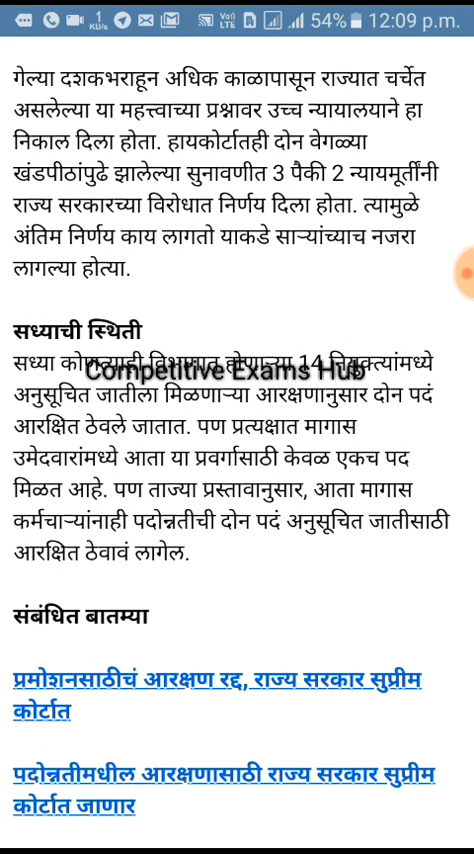 1
KB/s
Vo))
LTE
54%
12:09 p.m.
गेल्या दशकभराहून अधिक काळापासून राज्यात चर्चेत
असलेल्या या महत्त्वाच्या प्रश्नावर उच्च न्यायालयाने हा
निकाल दिला होता. हायकोर्टातही दोन वेगळ्या
खंडपीठांपुढे झालेल्या सुनावणीत 3 पैकी 2 न्यायमूर्तींनी
राज्य सरकारच्या विरोधात निर्णय दिला होता. त्यामुळे
अंतिम निर्णय काय लागतो याकडे साऱ्यांच्याच नजरा
लागल्या होत्या.
सध्याची स्थिती
सध्या कोणत्याही विभागात होणाऱ्या 14 नियुक्त्यांमध्ये
Competitive Exams Hub
अनुसूचित जातीला मिळणाऱ्या आरक्षणानुसार दोन पदं
आरक्षित ठेवले जातात. पण प्रत्यक्षात मागास
उमेदवारांमध्ये आता या प्रवर्गासाठी केवळ एकच पद
मिळत आहे. पण ताज्या प्रस्तावानुसार, आता मागास
कर्मचाऱ्यांनाही पदोन्नतीची दोन पदं अनुसूचित जातीसाठी
आरक्षित ठेवावं लागेल.
संबंधित बातम्या
प्रमोशनसाठीचं आरक्षण रद्द, राज्य सरकार सुप्रीम
कोर्टात
पदोन्नतीमधील आरक्षणासाठी राज्य सरकार सुप्रीम
कोर्टात जाणार